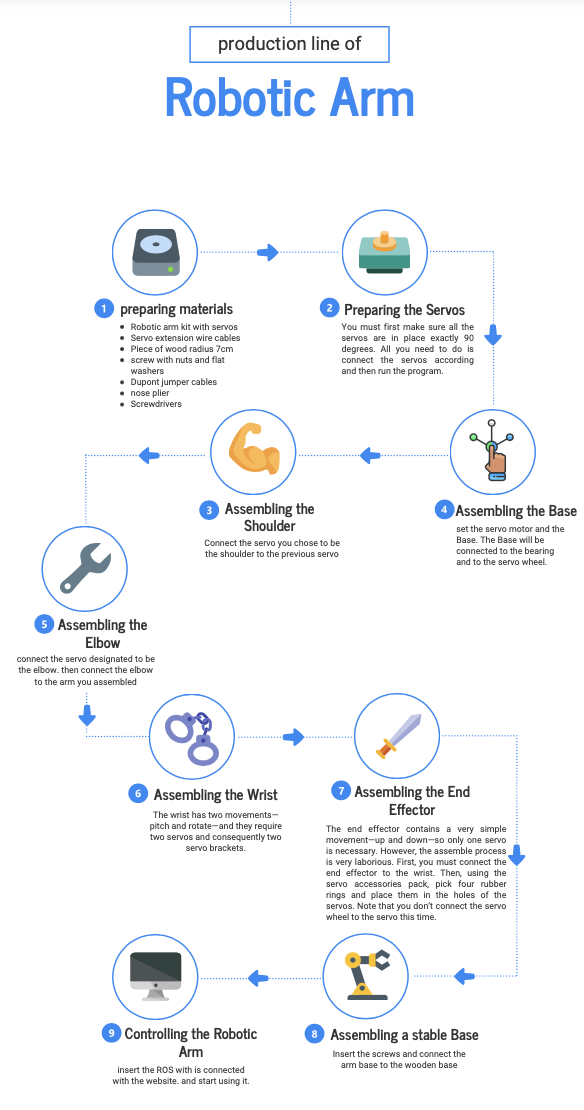 production line of
Robotic Arm
1 preparing materials
Robotic arm kit with servos
Servo extension wire cables
Piece of wood radius 7cm
screw with nuts and flat
washers
Dupont jumper cables
nose plier
Screwdrivers
2 Preparing the Servos
You must first make sure all the
servos are in place exactly 90
degrees. All you need to do is
connect the servos according
and then run the program.
3 Assembling the
Shoulder
Connect the servo you chose to be
the shoulder to the previous servo
4 Assembling the Base
set the servo motor and the
Base. The Base will be
connected to the bearing
and to the servo wheel.
5 Assembling the
Elbow
connect the servo designated to be
the elbow. then connect the elbow
to the arm you assembled
6 Assembling the Wrist
The wrist has two movements—
pitch and rotate—and they require
two servos and consequently two
servo brackets.
7 Assembling the End
Effector
The end effector contains a very simple
movement—up and down—so only one servo
is necessary. However, the assemble process
is very laborious. First, you must connect the
end effector to the wrist. Then, using the
servo accessories pack, pick four rubber
rings and place them in the holes of the
servos. Note that you don't connect the servo
wheel to the servo this time.
8 Assembling a stable Base
Insert the screws and connect the
arm base to the wooden base
9 Controlling the Robotic
Arm
insert the ROS with is connected
with the website. and start using it.